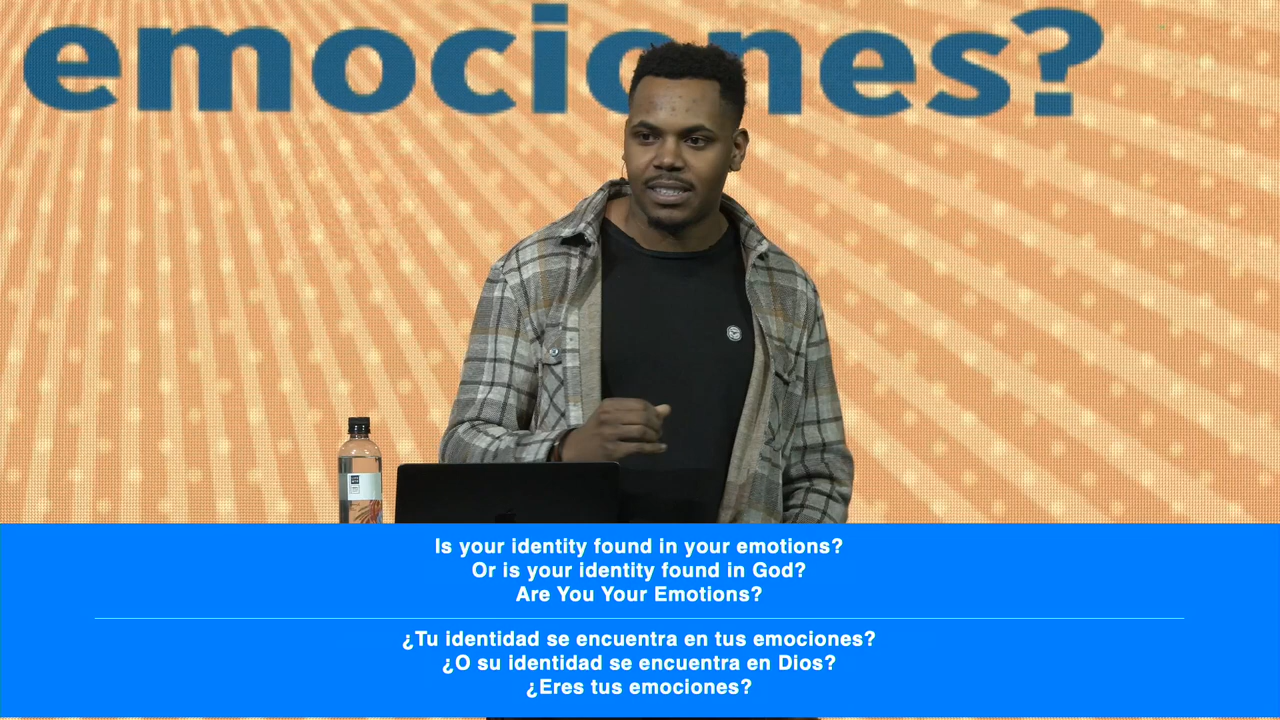 emociones?
Is your identity found in your emotions?
Or is your identity found in God?
Are You Your Emotions?
¿Tu identidad se encuentra en tus emociones?
¿O su identidad se encuentra en Dios?
¿Eres tus emociones?